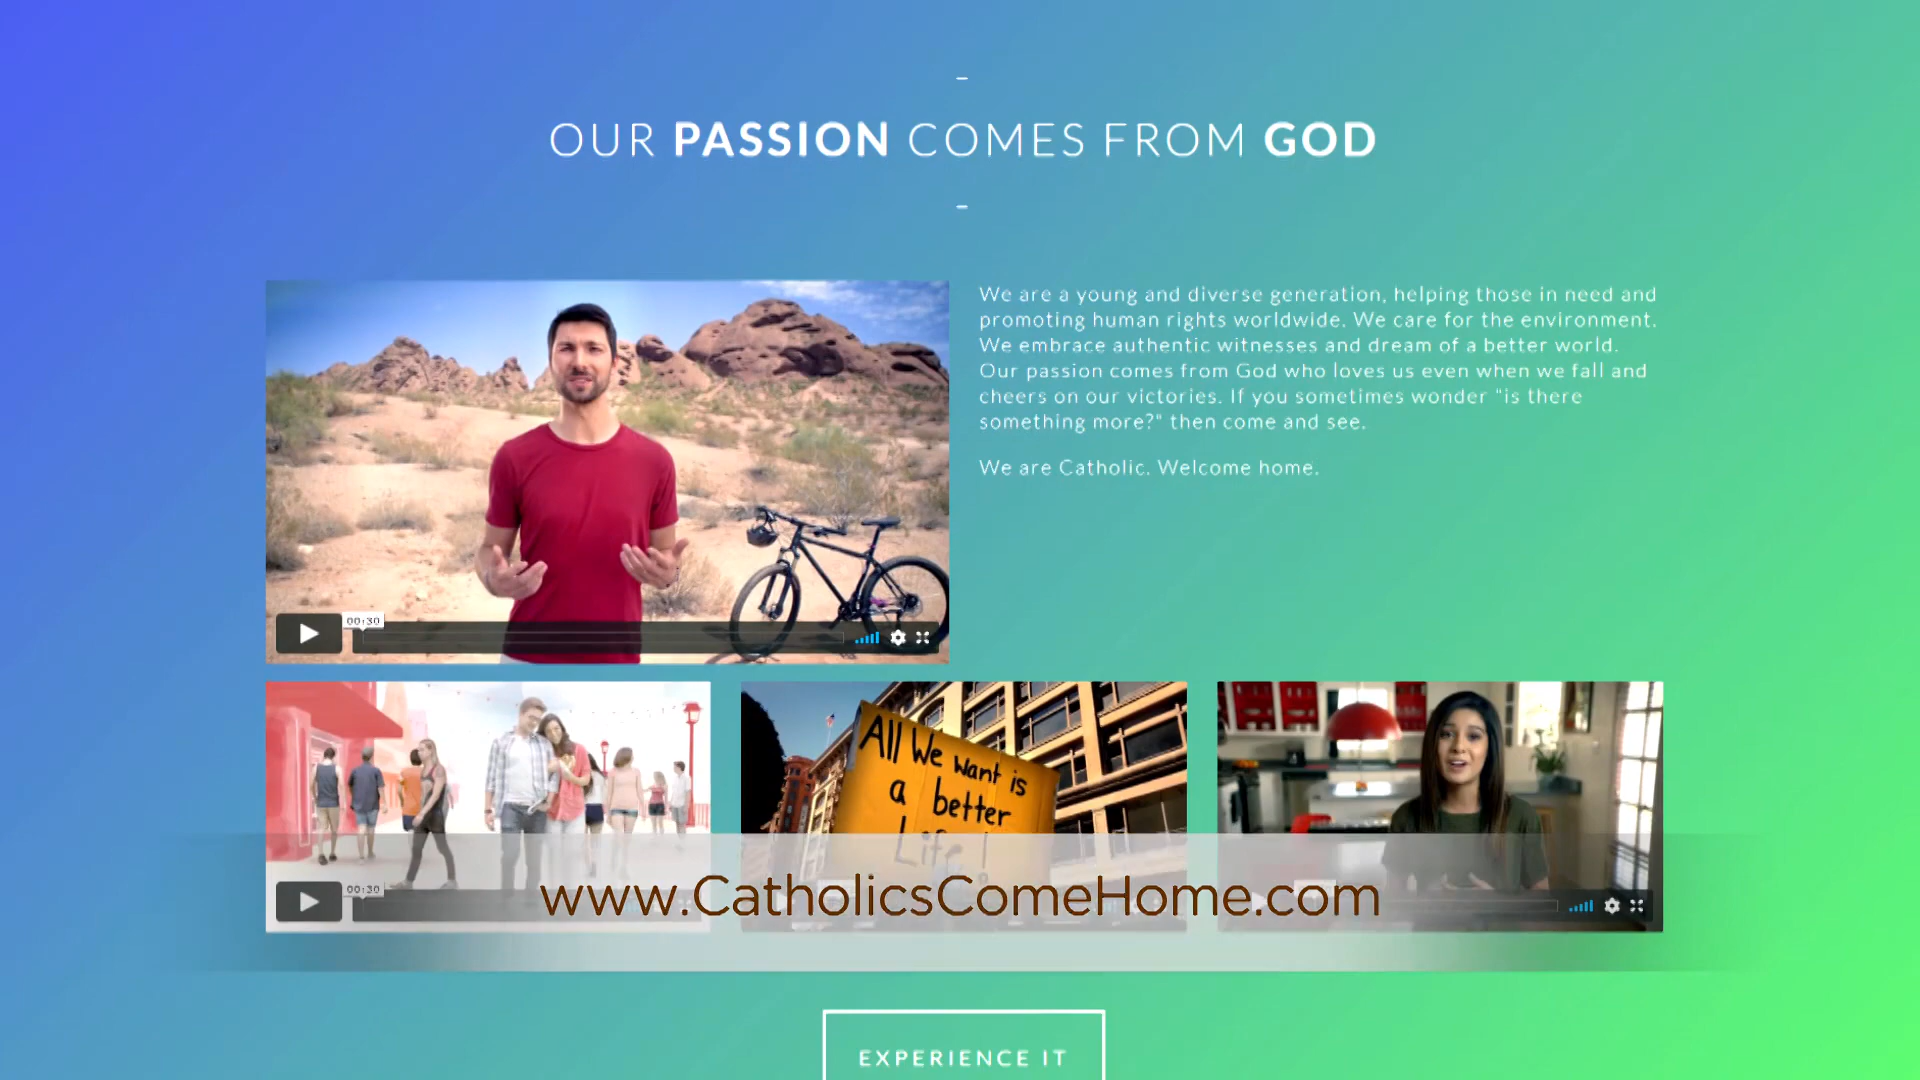 OUR PASSION COMES FROM GOD
We are a young and diverse generation, helping those in need and
promoting human rights worldwide. We care for the environment.
We embrace authentic witnesses and dream of a better world.
Our passion comes from God who loves us even when we fall and
cheers on our victories. If you sometimes wonder "is there
something more?" then come and see.
We are Catholic. Welcome home.
00:30
All We Want is
a better
Life!
00:30
www.CatholicsComeHome.com
EXPERIENCE IT